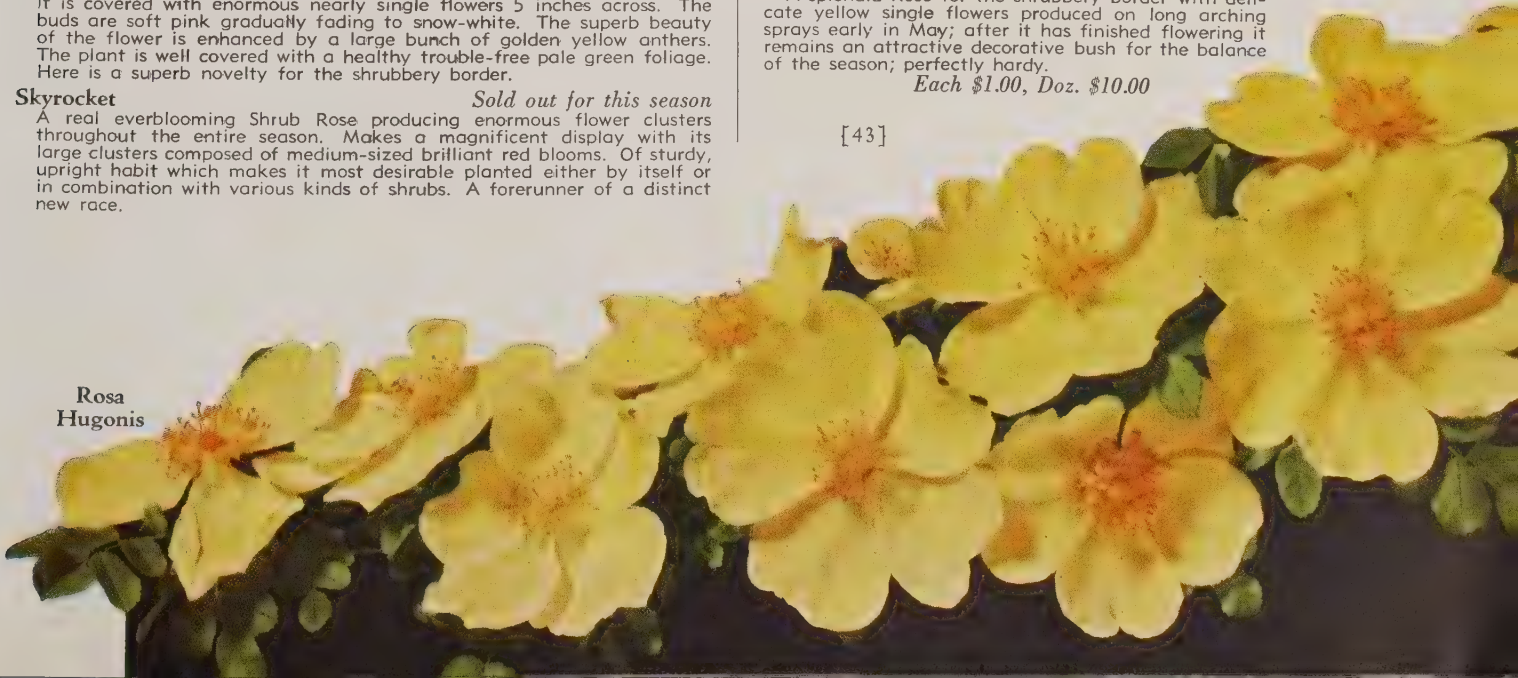 It is covered with enormous nearly single flowers 5 inches across. The
buds are soft pink gradually fading to snow-white. The superb beauty
of the flower is enhanced by a large bunch of golden yellow anthers.
The plant is well covered with a healthy trouble-free pale green foliage.
Here is a superb novelty for the shrubbery border.
Skyrocket Sold out for this season
A real everblooming Shrub Rose producing enormous flower clusters
throughout the entire season. Makes a magnificent display with its
large clusters composed of medium-sized brilliant red blooms. Of sturdy,
upright habit which makes it most desirable planted either by itself or
in combination with various kinds of shrubs. A forerunner of a distinct
new race.
cate yellow single flowers produced on long arching
sprays early in May; after it has finished flowering it
remains an attractive decorative bush for the balance
of the season; perfectly hardy.
Each $1.00, Doz. $10.00
[43]
Rosa
Hugonis